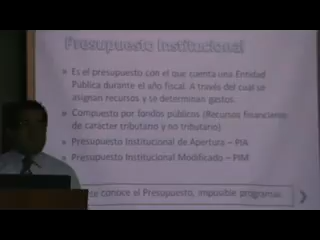 Presupuesto Institucional
Es el presupuesto con el que cuenta una Entidad
Pública durante el año fiscal. A través del cual se
asignan recursos y se determinan gastos.
Compuesto por fondos públicos (Recursos financieros
de carácter tributario y no tributario)
Presupuesto Institucional de Apertura – PIA
Presupuesto Institucional Modificado – PIM
se conoce el Presupuesto, imposible programar